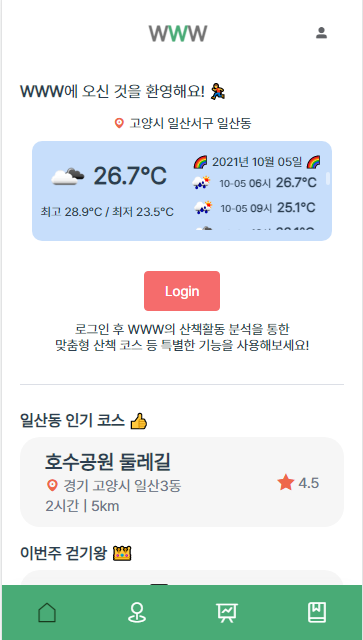 WWW
WWW에 오신 것을 환영해요!
고양시 일산서구 일산동
26.7°C
최고 28.9°C / 최저 23.5°C
2021년 10월 05일
10-05 06시 26.7°C
10-05 09시 25.1°C
Login
로그인 후 WWW의 산책활동 분석을 통한
맞춤형 산책 코스 등 특별한 기능을 사용해보세요!
일산동 인기 코스
호수공원 둘레길
경기 고양시 일산3동
4.5
2시간 | 5km
이번주 걷기왕